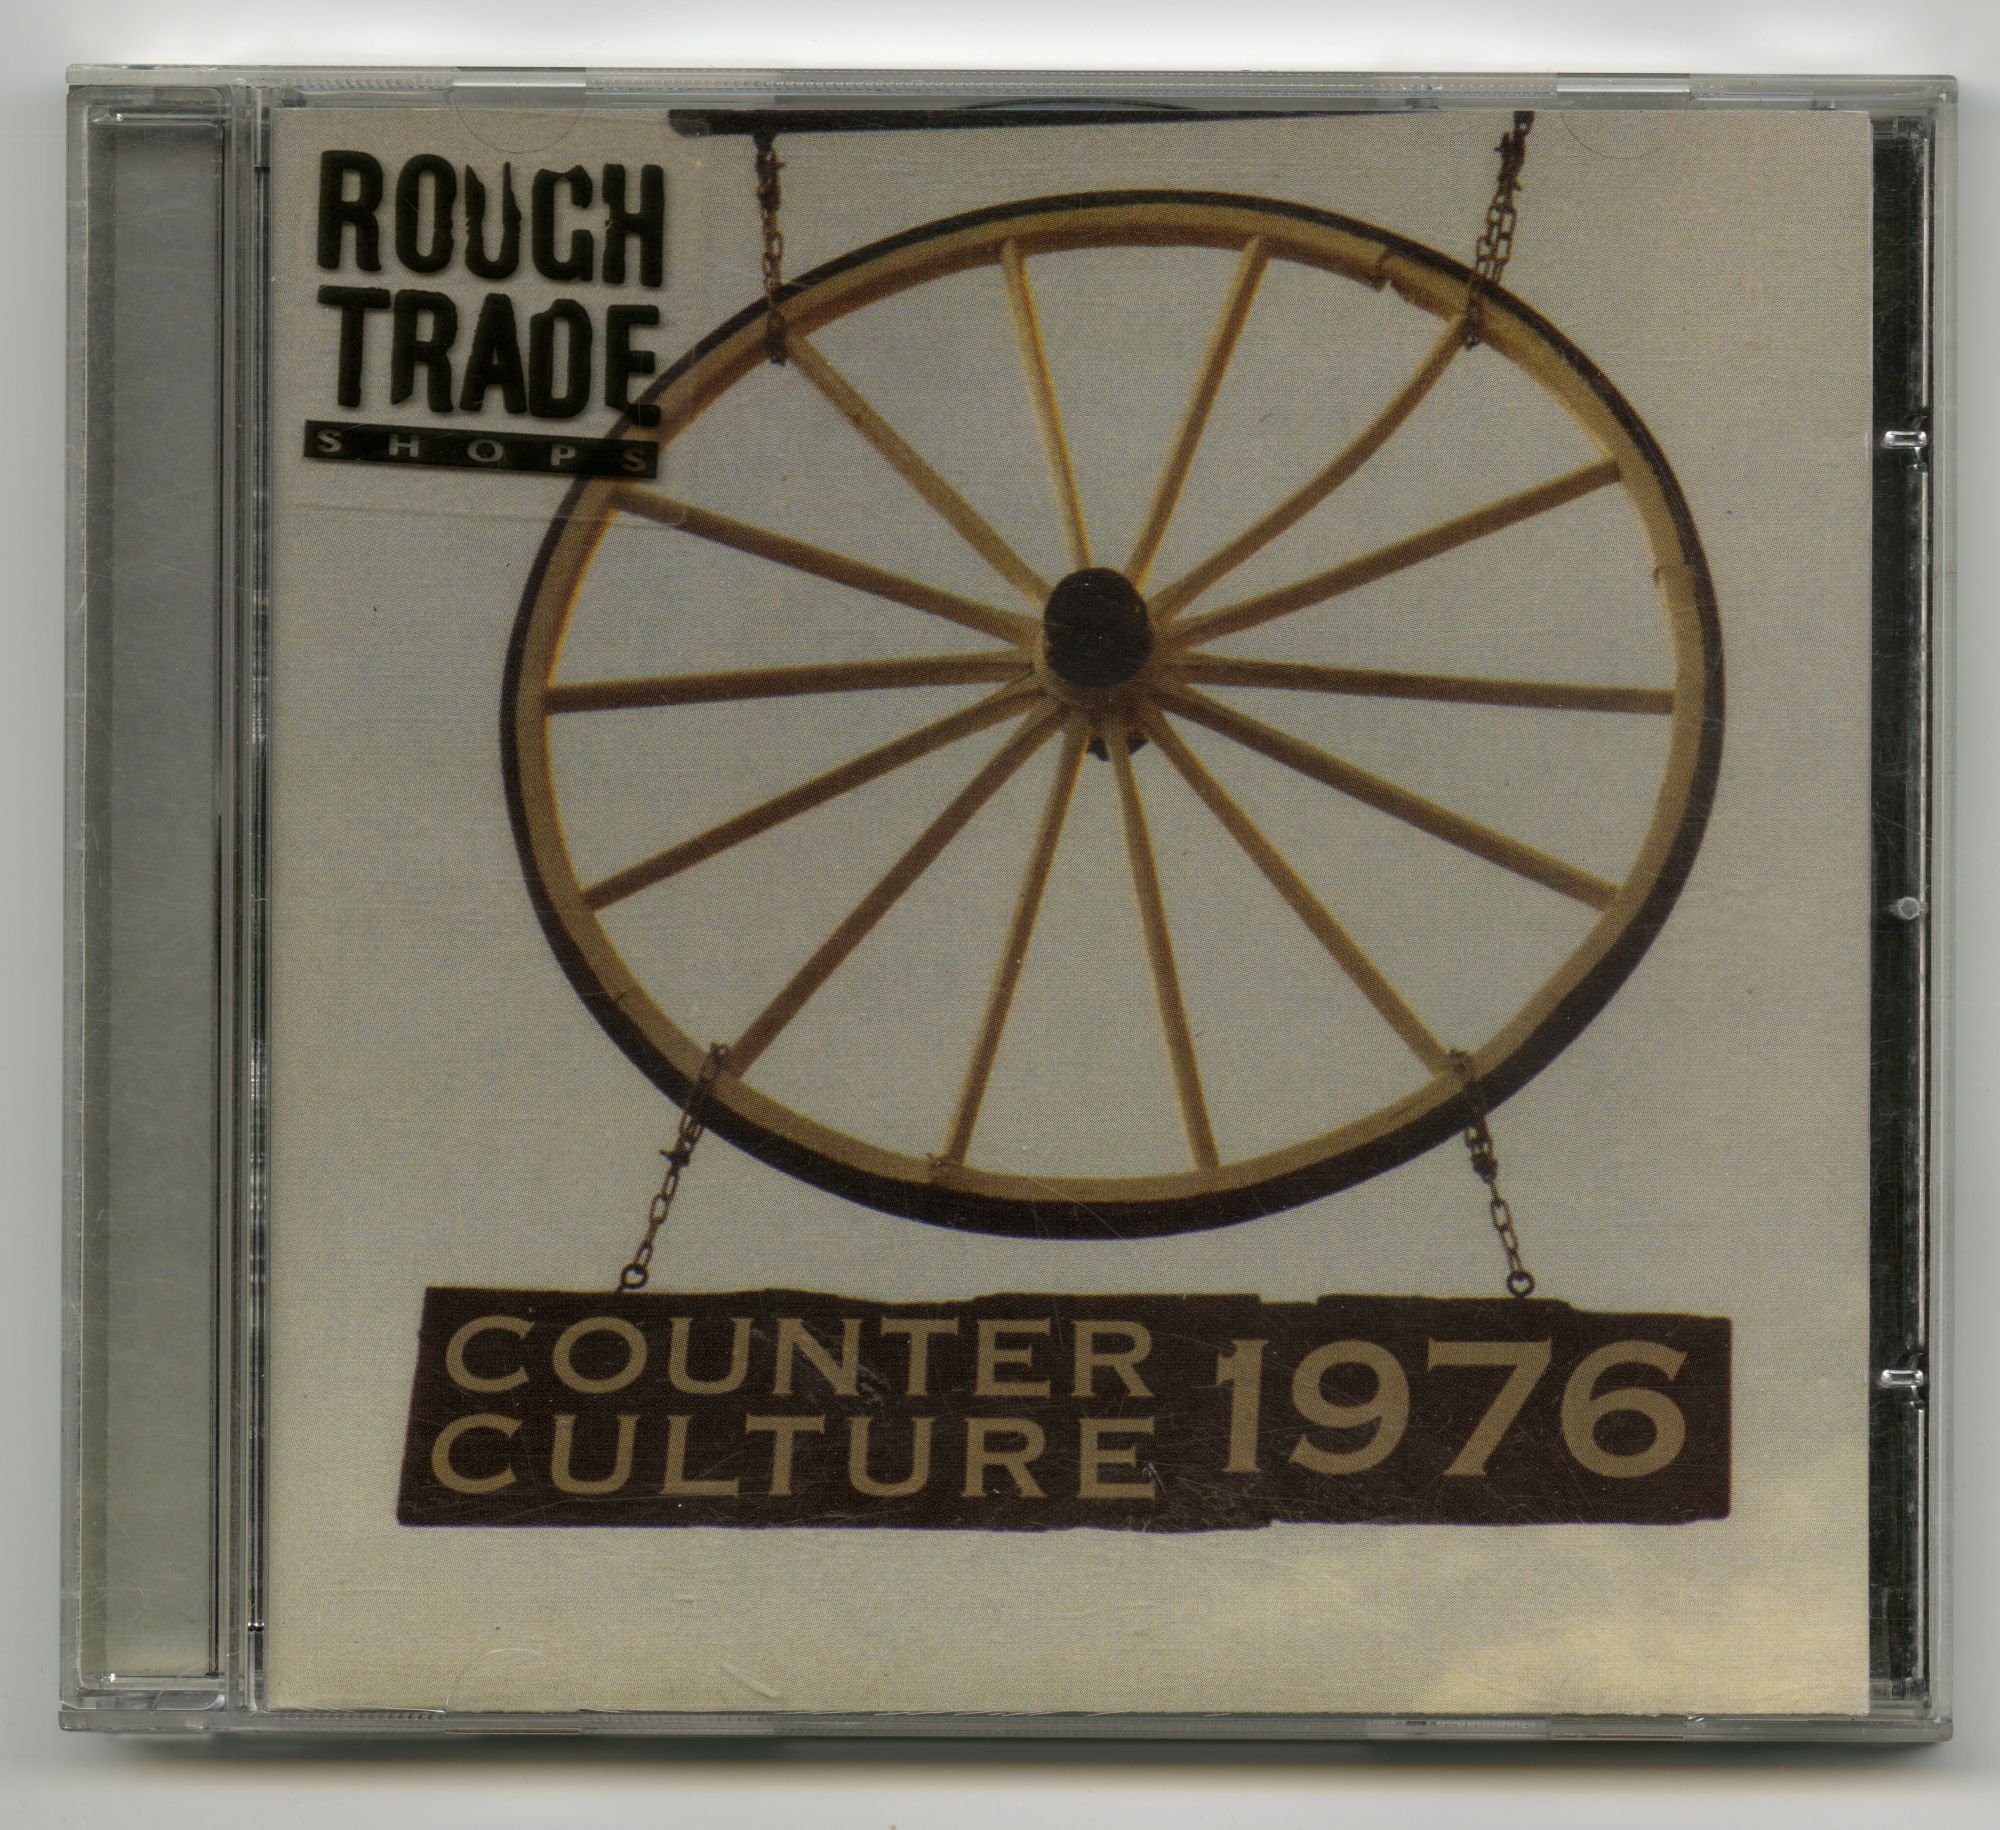 ROUGH
TRADE
SHOPS
COUNTER
CULTURE
1976